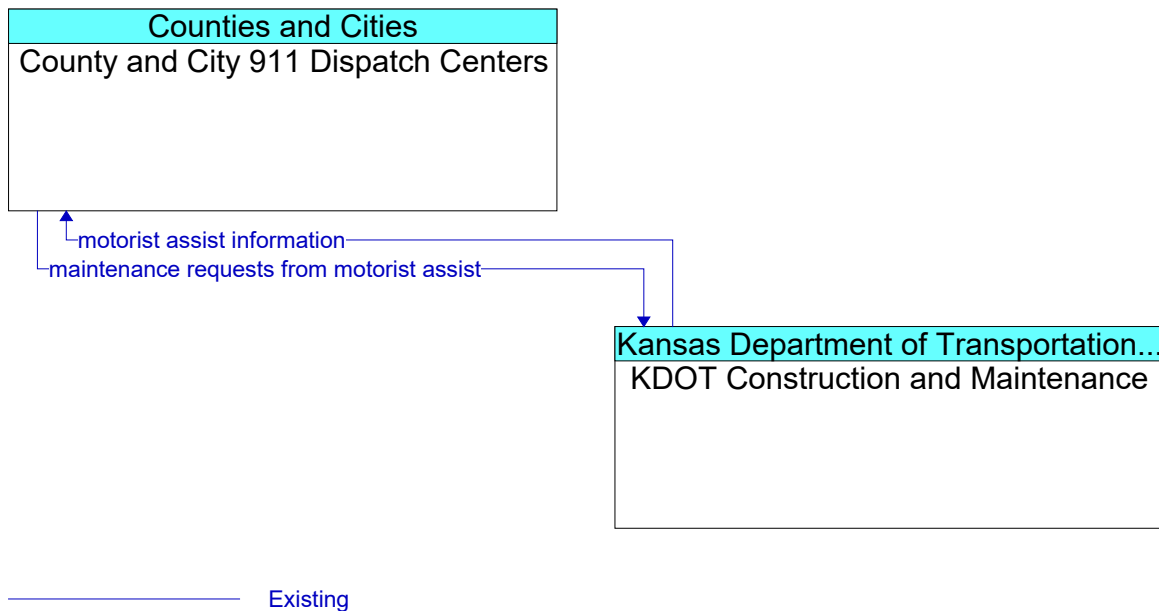 Counties and Cities
County and City 911 Dispatch Centers
motorist assist information
maintenance requests from motorist assist
Kansas Department of Transportation...
KDOT Construction and Maintenance
Existing